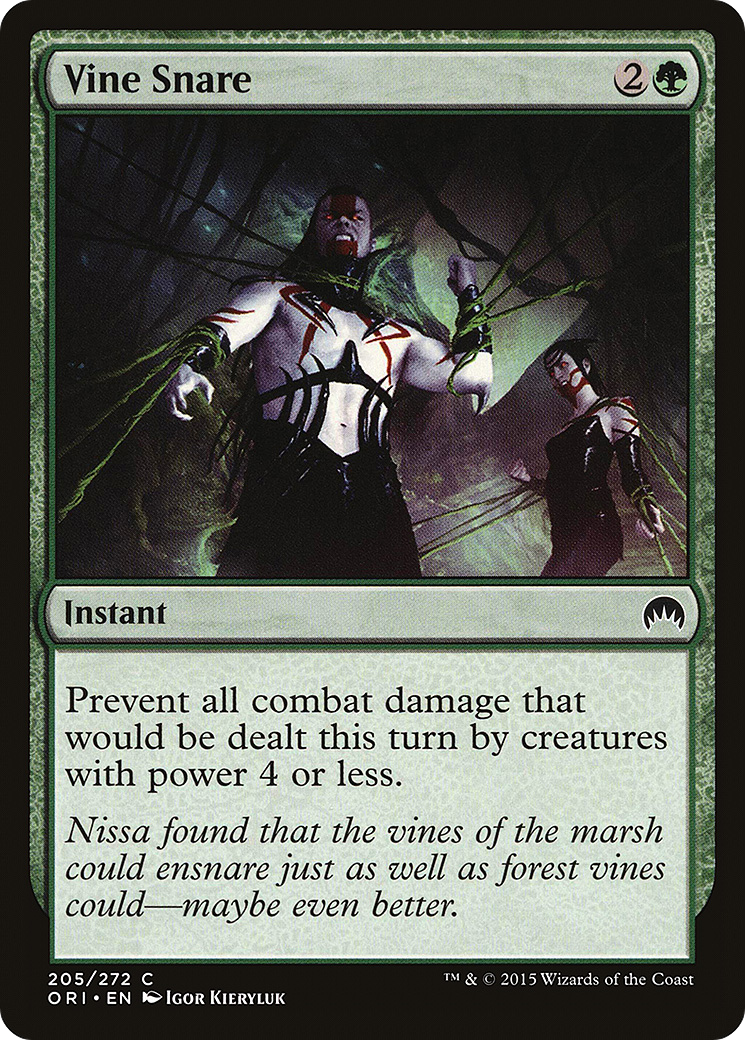 Vine Snare 2
Instant
Prevent all combat damage that
would be dealt this turn by creatures
with power 4 or less.
Nissa found that the vines of the marsh
could ensnare just as well as forest vines
could—maybe even better.
205/272 C
™ & © 2015 Wizards of the Coast
ORI • EN Igor Kieryluk